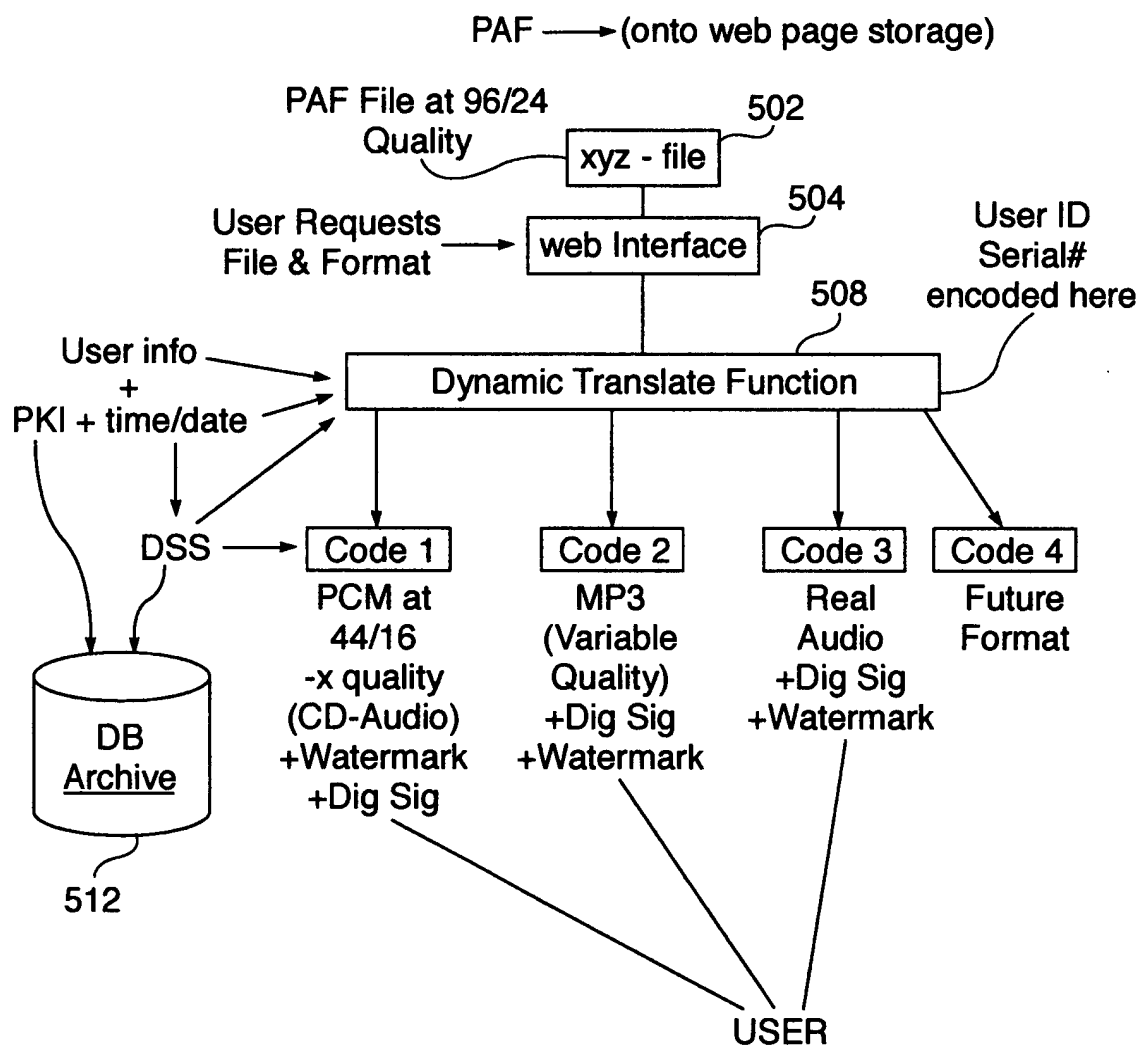 PAF → (onto web page storage)
PAF File at 96/24
Quality
502
xyz - file
504
User Requests
File & Format
web Interface
User ID
Serial#
encoded here
508
User info
+
PKI + time/date
Dynamic Translate Function
DSS
Code 1
Code 2
Code 3
Code 4
PCM at
44/16
-x quality
(CD-Audio)
+Watermark
+Dig Sig
MP3
(Variable
Quality)
+Dig Sig
+Watermark
Real
Audio
+Dig Sig
+Watermark
Future
Format
DB
Archive
512
USER